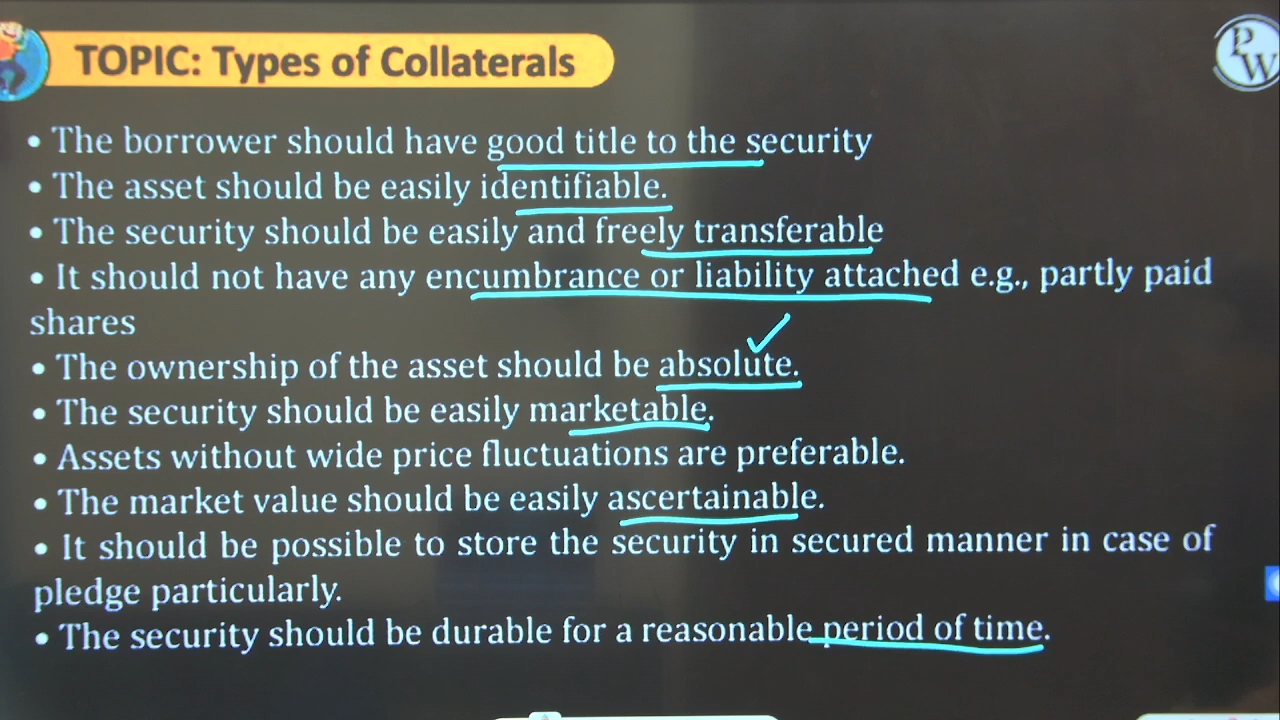 TOPIC: Types of Collaterals
PW
• The borrower should have good title to the security
• The asset should be easily identifiable.
• The security should be easily and freely transferable
• It should not have any encumbrance or liability attached e.g., partly paid
shares
• The ownership of the asset should be absolute.
• The security should be easily marketable.
• Assets without wide price fluctuations are preferable.
• The market value should be easily ascertainable.
• It should be possible to store the security in secured manner in case of
pledge particularly.
• The security should be durable for a reasonable period of time.